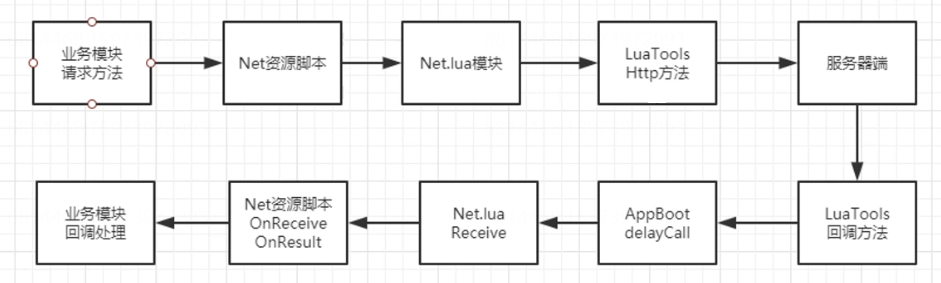 业务模块
请求方法
Net资源脚本
Net.lua模块
LuaTools
Http方法
服务器端
业务模块
回调处理
Net资源脚本
OnReceive
OnResult
Net.lua
Receive
AppBoot
delayCall
LuaTools
回调方法